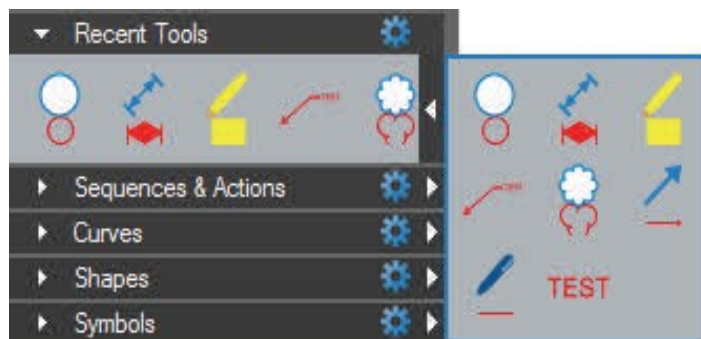 Recent Tools
Sequences & Actions
Curves
Shapes
Symbols
TEST